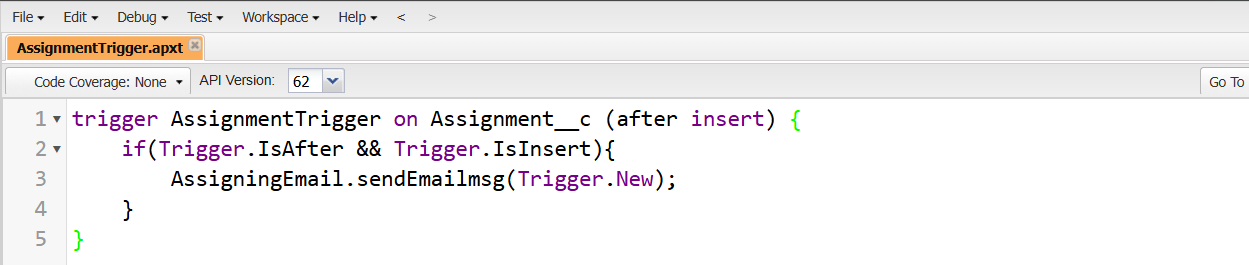 File Edit Debug Test Workspace Help < >
AssignmentTrigger.apxt
Code Coverage: None API Version: 62 Go To
1 trigger AssignmentTrigger on Assignment__c (after insert) {
2 if(Trigger.IsAfter && Trigger.IsInsert){
3 AssigningEmail.sendEmailmsg(Trigger.New);
4 }
5 }